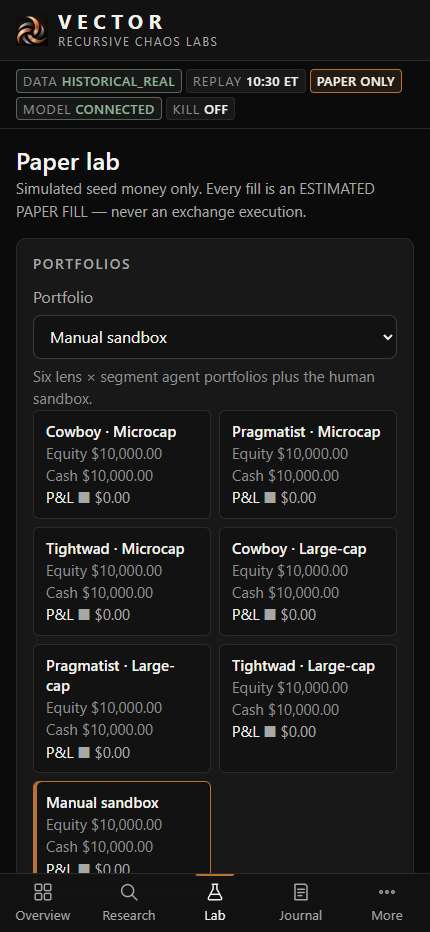 VECTOR
RECURSIVE CHAOS LABS
DATA HISTORICAL_REAL REPLAY 10:30 ET PAPER ONLY
MODEL CONNECTED KILL OFF
Paper lab
Simulated seed money only. Every fill is an ESTIMATED
PAPER FILL — never an exchange execution.
PORTFOLIOS
Portfolio
Manual sandbox
Six lens × segment agent portfolios plus the human
sandbox.
Cowboy · Microcap
Equity $10,000.00
Cash $10,000.00
P&L ■ $0.00
Pragmatist · Microcap
Equity $10,000.00
Cash $10,000.00
P&L ■ $0.00
Tightwad · Microcap
Equity $10,000.00
Cash $10,000.00
P&L ■ $0.00
Cowboy · Large-cap
Equity $10,000.00
Cash $10,000.00
P&L ■ $0.00
Pragmatist · Large-
cap
Equity $10,000.00
Cash $10,000.00
P&L ■ $0.00
Tightwad · Large-cap
Equity $10,000.00
Cash $10,000.00
P&L ■ $0.00
Manual sandbox
Equity $10,000.00
Cash $10,000.00
P&L ■ $0.00
Overview Research Lab Journal More